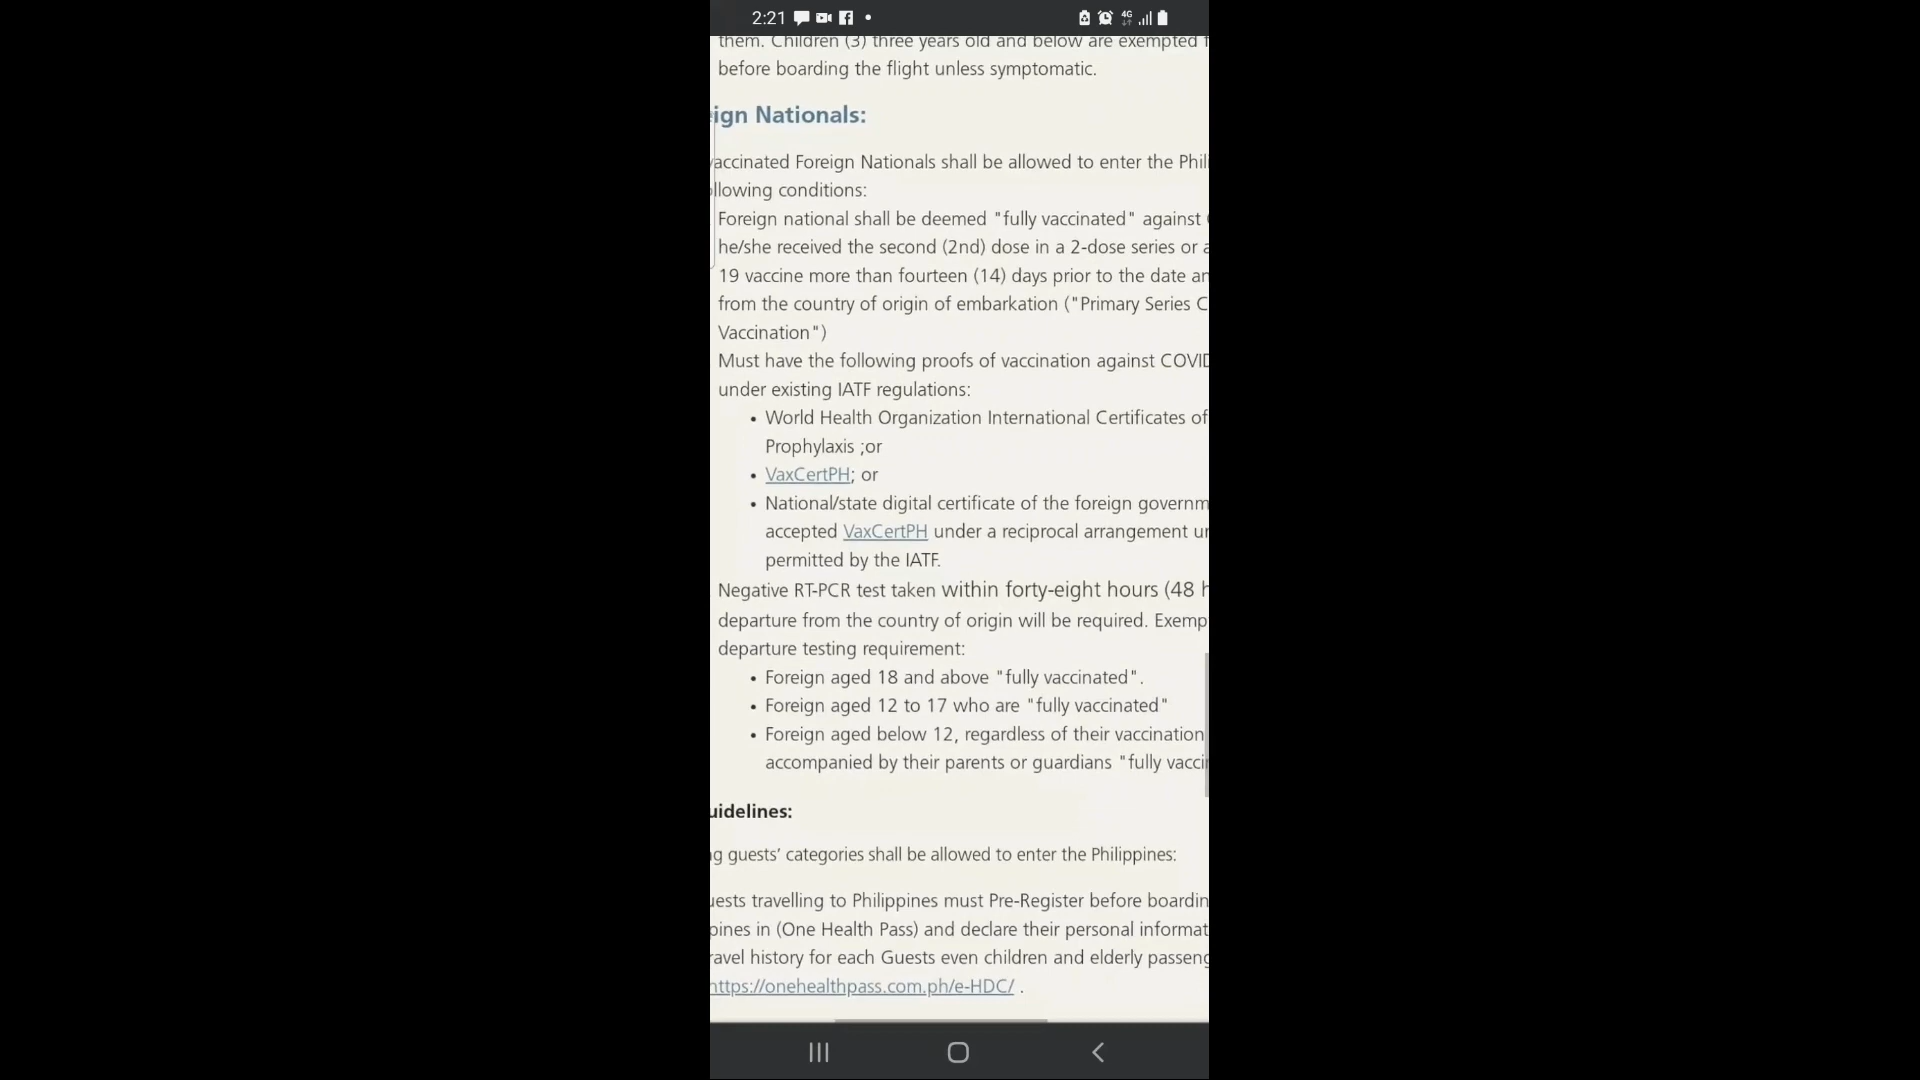 2:21
4G
them. Children (3) three years old and below are exempted
before boarding the flight unless symptomatic.
ign Nationals:
vaccinated Foreign Nationals shall be allowed to enter the Phil
llowing conditions:
Foreign national shall be deemed "fully vaccinated" against
he/she received the second (2nd) dose in a 2-dose series or a
19 vaccine more than fourteen (14) days prior to the date an
from the country of origin of embarkation ("Primary Series C
Vaccination")
Must have the following proofs of vaccination against COVID
under existing IATF regulations:
• World Health Organization International Certificates of
Prophylaxis ;or
• VaxCertPH; or
• National/state digital certificate of the foreign governm
accepted VaxCertPH under a reciprocal arrangement un
permitted by the IATF.
Negative RT-PCR test taken within forty-eight hours (48 h
departure from the country of origin will be required. Exemp
departure testing requirement:
• Foreign aged 18 and above "fully vaccinated".
• Foreign aged 12 to 17 who are "fully vaccinated"
• Foreign aged below 12, regardless of their vaccination
accompanied by their parents or guardians "fully vacci
uidelines:
ng guests’ categories shall be allowed to enter the Philippines:
uests travelling to Philippines must Pre-Register before boardin
pines in (One Health Pass) and declare their personal informat
ravel history for each Guests even children and elderly passeng
https://onehealthpass.com.ph/e-HDC/ .